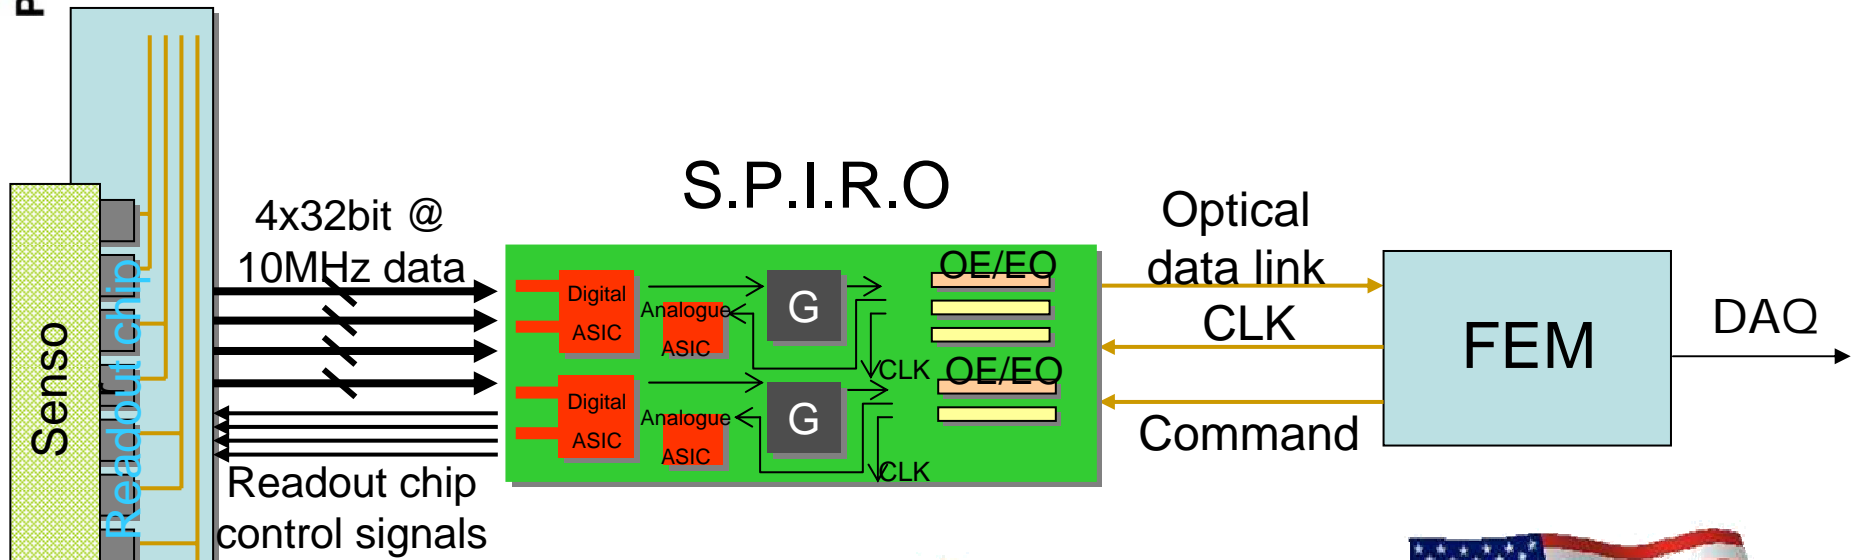 P
S.P.I.R.O
4x32bit @
10MHz data
Readout chip
control signals
Senso
r
Readout chip
Digital
ASIC
Analogue
ASIC
G
CLK
OE/EO
Digital
ASIC
Analogue
ASIC
G
CLK
OE/EO
Optical
data link
CLK
Command
FEM
DAQ